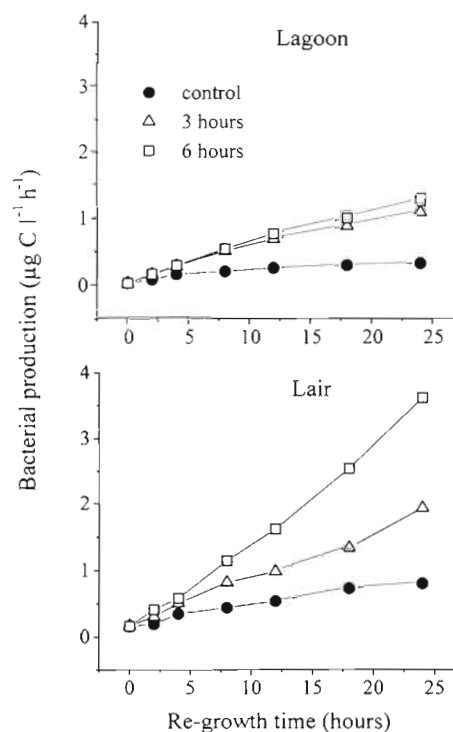 4
Lagoon
3
control
3 hours
6 hours
2
1
0
0 5 10 15 20 25
Bacterial production (µg C l⁻¹ h⁻¹)
4
Lair
3
2
1
0
0 5 10 15 20 25
Re-growth time (hours)